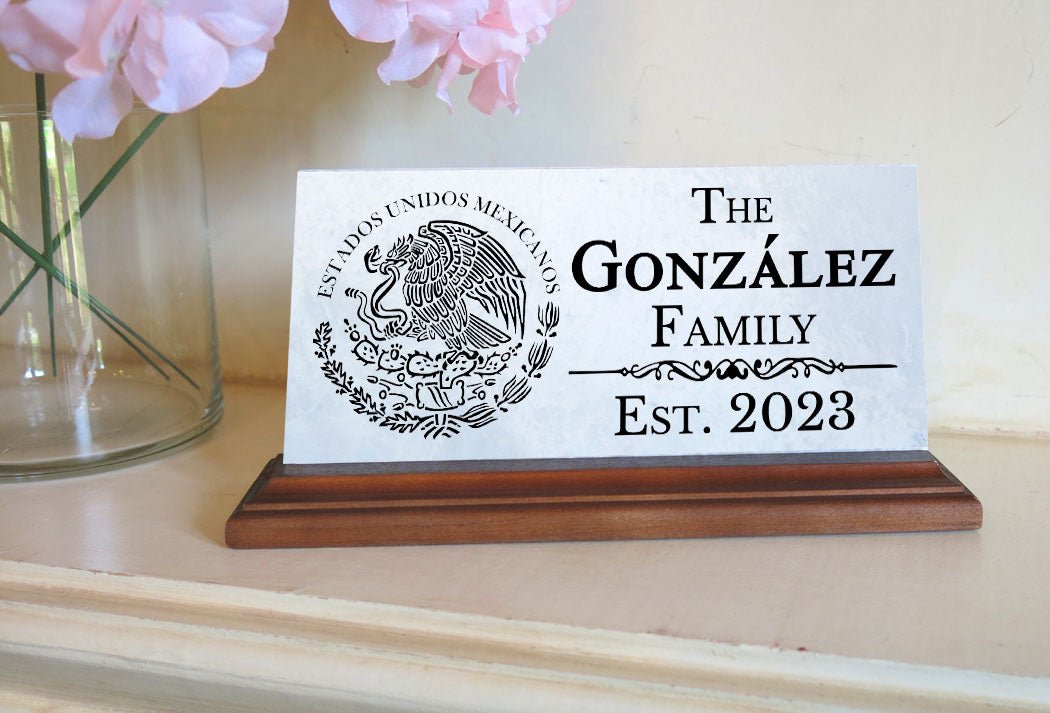 ESTADOS UNIDOS MEXICANOS
THE
GONZÁLEZ
FAMILY
EST. 2023